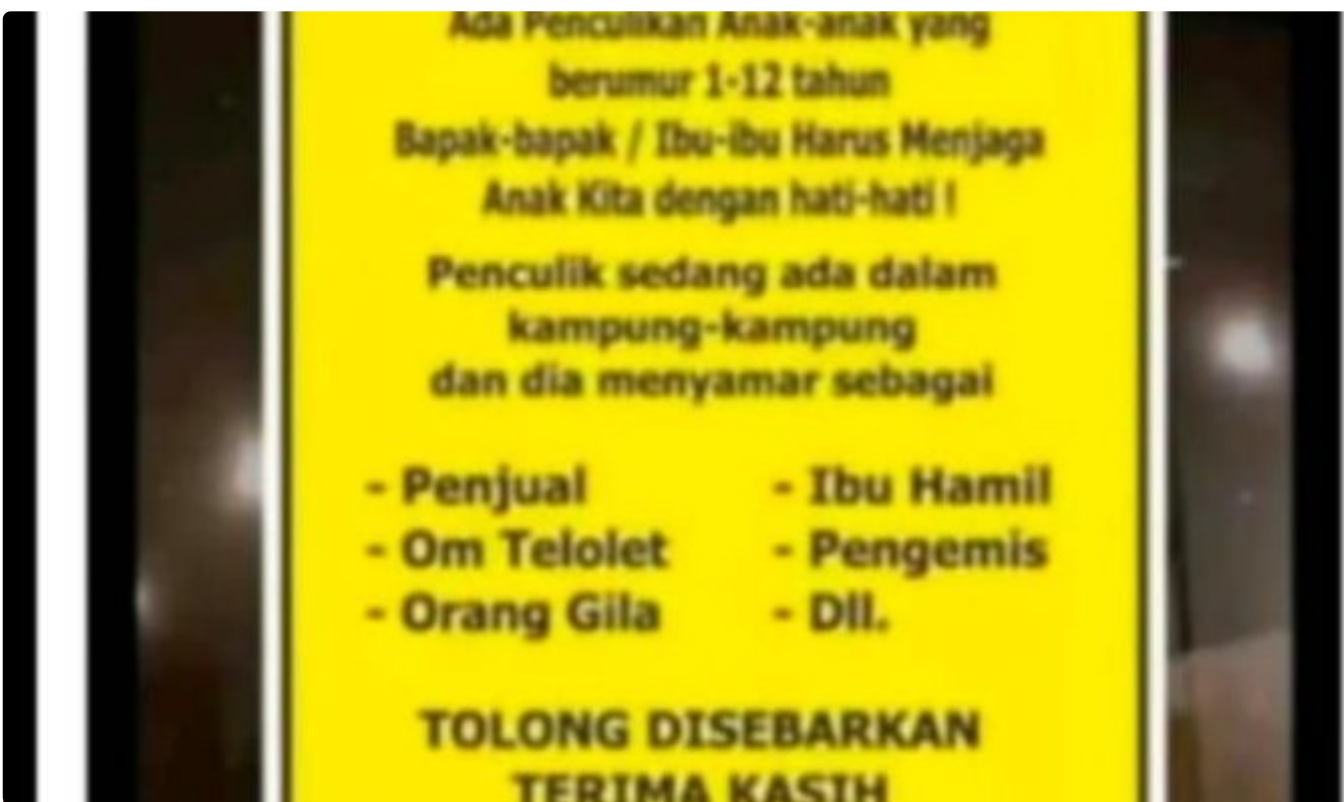 Ada Penculikan Anak-anak yang
berumur 1-12 tahun
Bapak-bapak / Ibu-ibu Harus Menjaga
Anak Kita dengan hati-hati !
Penculik sedang ada dalam
kampung-kampung
dan dia menyamar sebagai
- Penjual - Ibu Hamil
- Om Telolet - Pengemis
- Orang Gila - Dll.
TOLONG DISEBARKAN
TERIMA KASIH